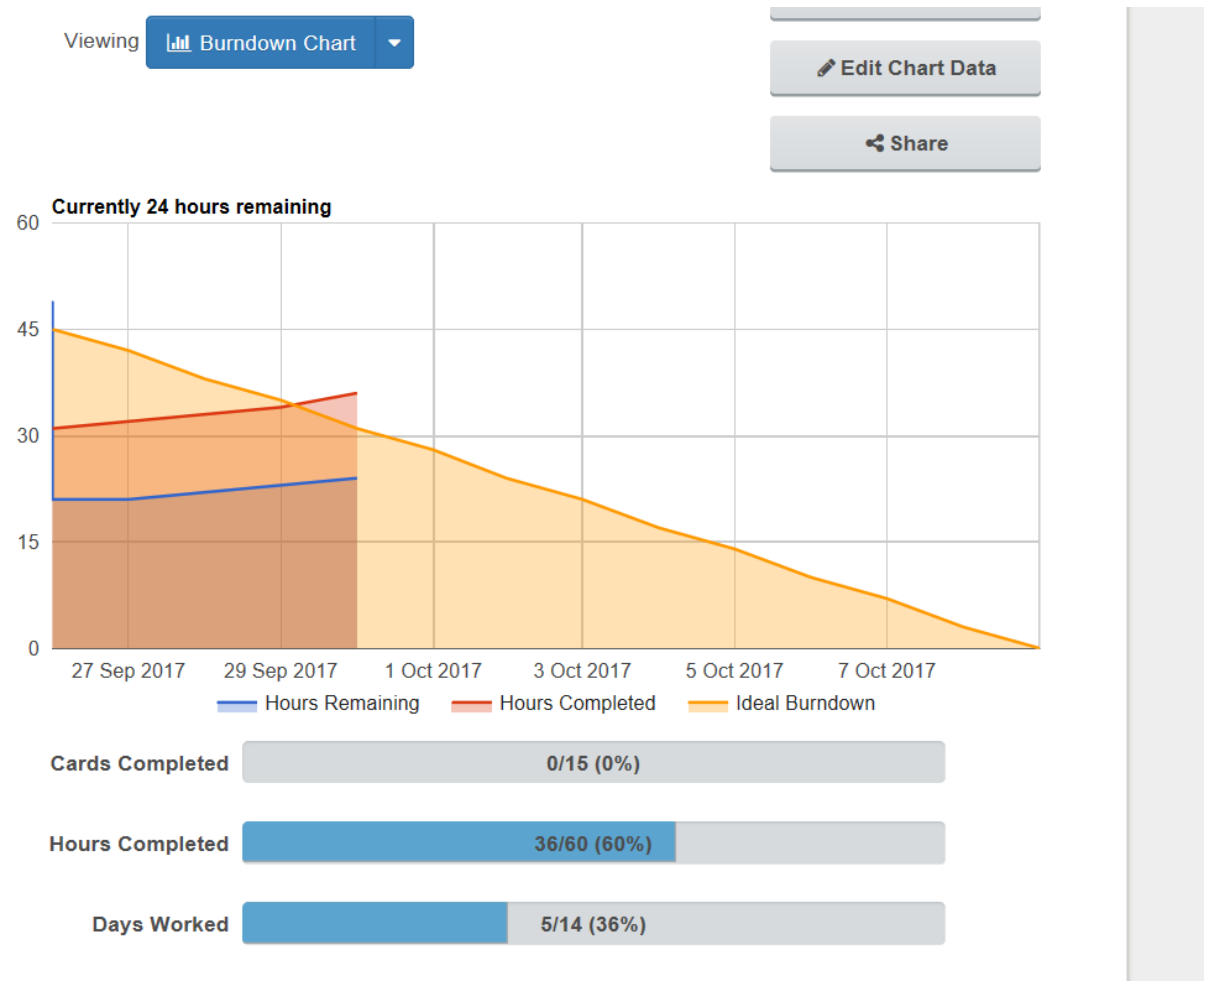 Viewing Burndown Chart
Edit Chart Data
Share
Currently 24 hours remaining
60
45
30
15
0
27 Sep 2017 29 Sep 2017 1 Oct 2017 3 Oct 2017 5 Oct 2017 7 Oct 2017
Hours Remaining Hours Completed Ideal Burndown
Cards Completed 0/15 (0%)
Hours Completed 36/60 (60%)
Days Worked 5/14 (36%)